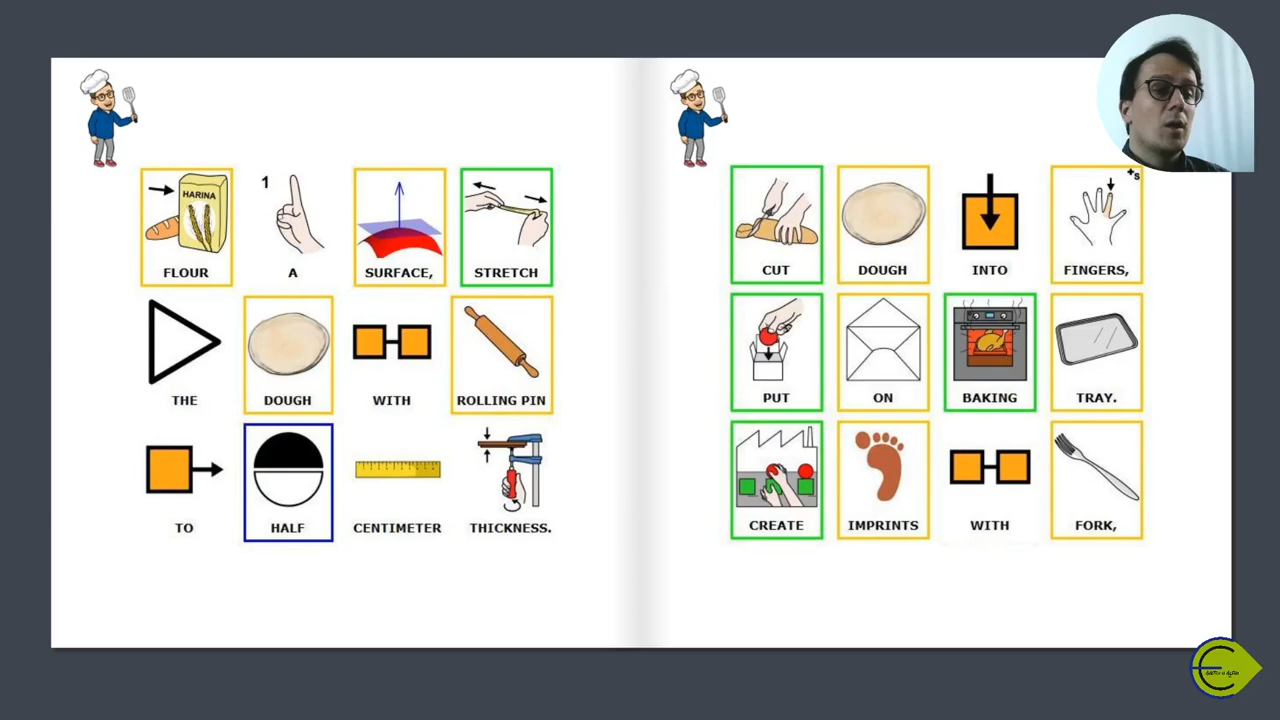 HARINA
1
FLOUR A SURFACE, STRETCH
THE DOUGH WITH ROLLING PIN
TO HALF CENTIMETER THICKNESS.
+s
CUT DOUGH INTO FINGERS,
PUT ON BAKING TRAY.
CREATE IMPRINTS WITH FORK,